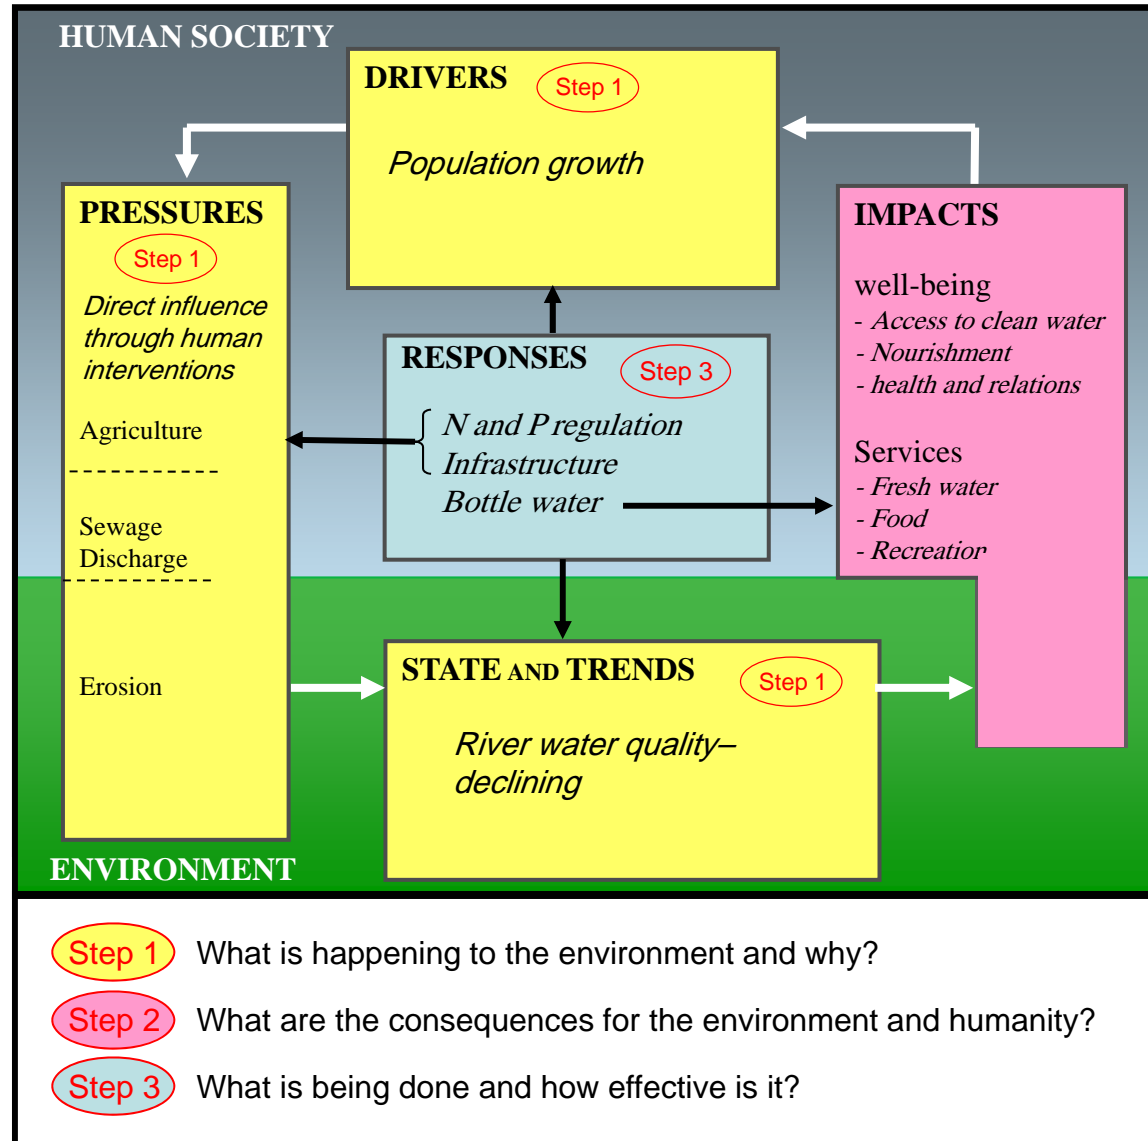 HUMAN SOCIETY
DRIVERS
Step 1
Population growth
PRESSURES
Step 1
Direct influence
through human
interventions
Agriculture
Sewage
Discharge
Erosion
RESPONSES
Step 3
N and P regulation
Infrastructure
Bottle water
IMPACTS
well-being
- Access to clean water
- Nourishment
- health and relations
Services
- Fresh water
- Food
- Recreation
STATE AND TRENDS
Step 1
River water quality–
declining
ENVIRONMENT
Step 1 What is happening to the environment and why?
Step 2 What are the consequences for the environment and humanity?
Step 3 What is being done and how effective is it?